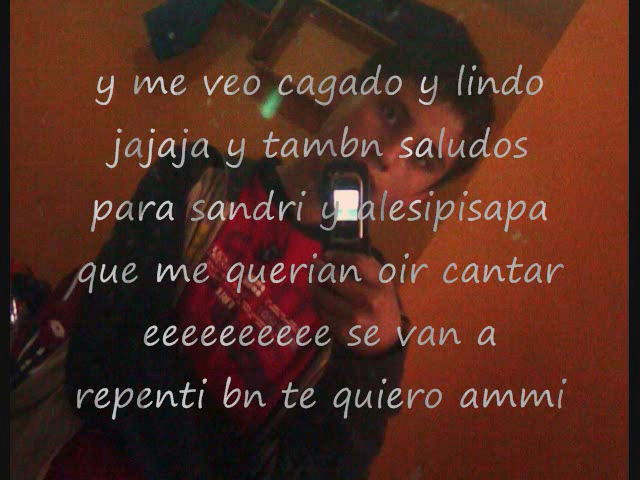 y me veo cagado y lindo
jajaja y tambn saludos
para sandri y alesipisapa
que me querian oir cantar
eeeeeeeeee se van a
repenti bn te quiero ammi